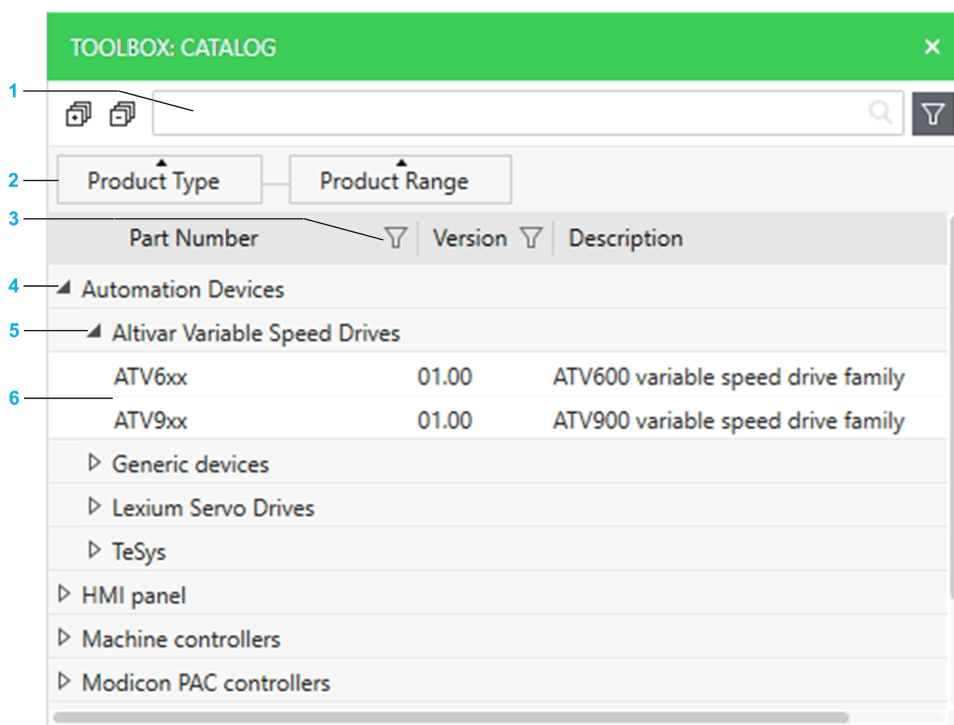 TOOLBOX: CATALOG
1
2 Product Type Product Range
3
Part Number Version Description
4 Automation Devices
5 Altivar Variable Speed Drives
ATV6xx 01.00 ATV600 variable speed drive family
6
ATV9xx 01.00 ATV900 variable speed drive family
Generic devices
Lexium Servo Drives
TeSys
HMI panel
Machine controllers
Modicon PAC controllers